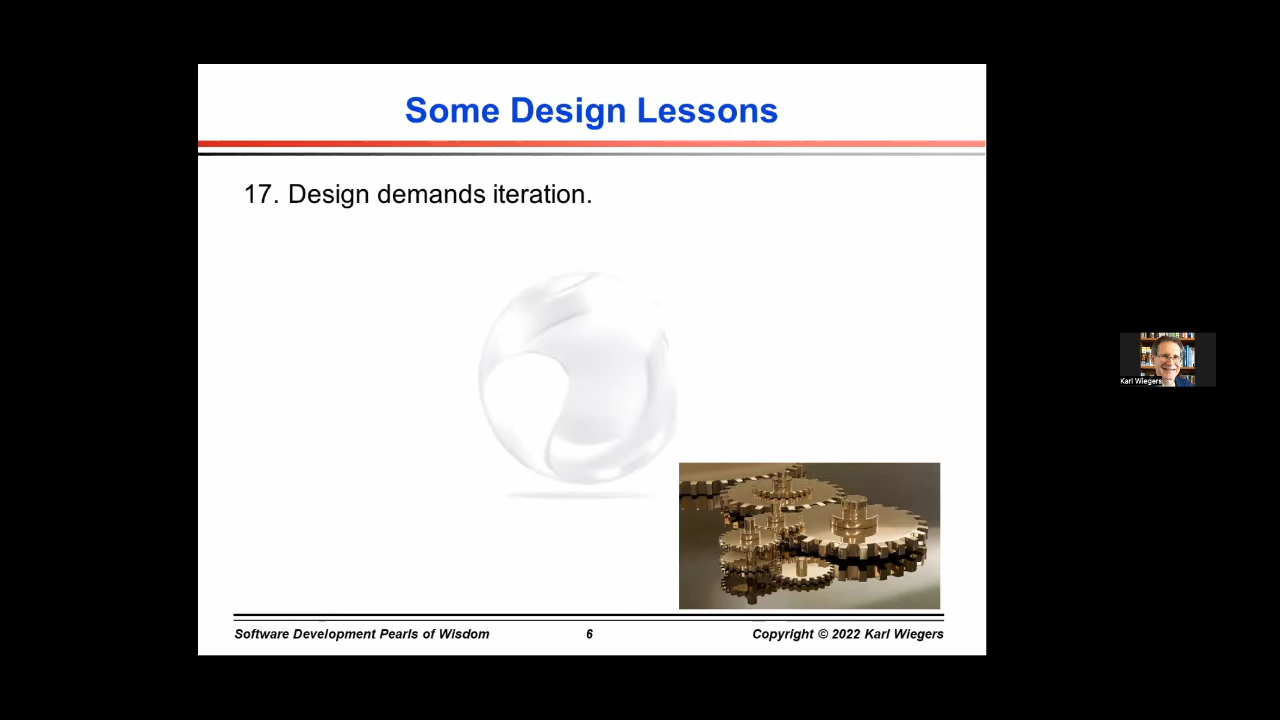 Some Design Lessons
17. Design demands iteration.
Karl Wiegers
Software Development Pearls of Wisdom
6
Copyright © 2022 Karl Wiegers